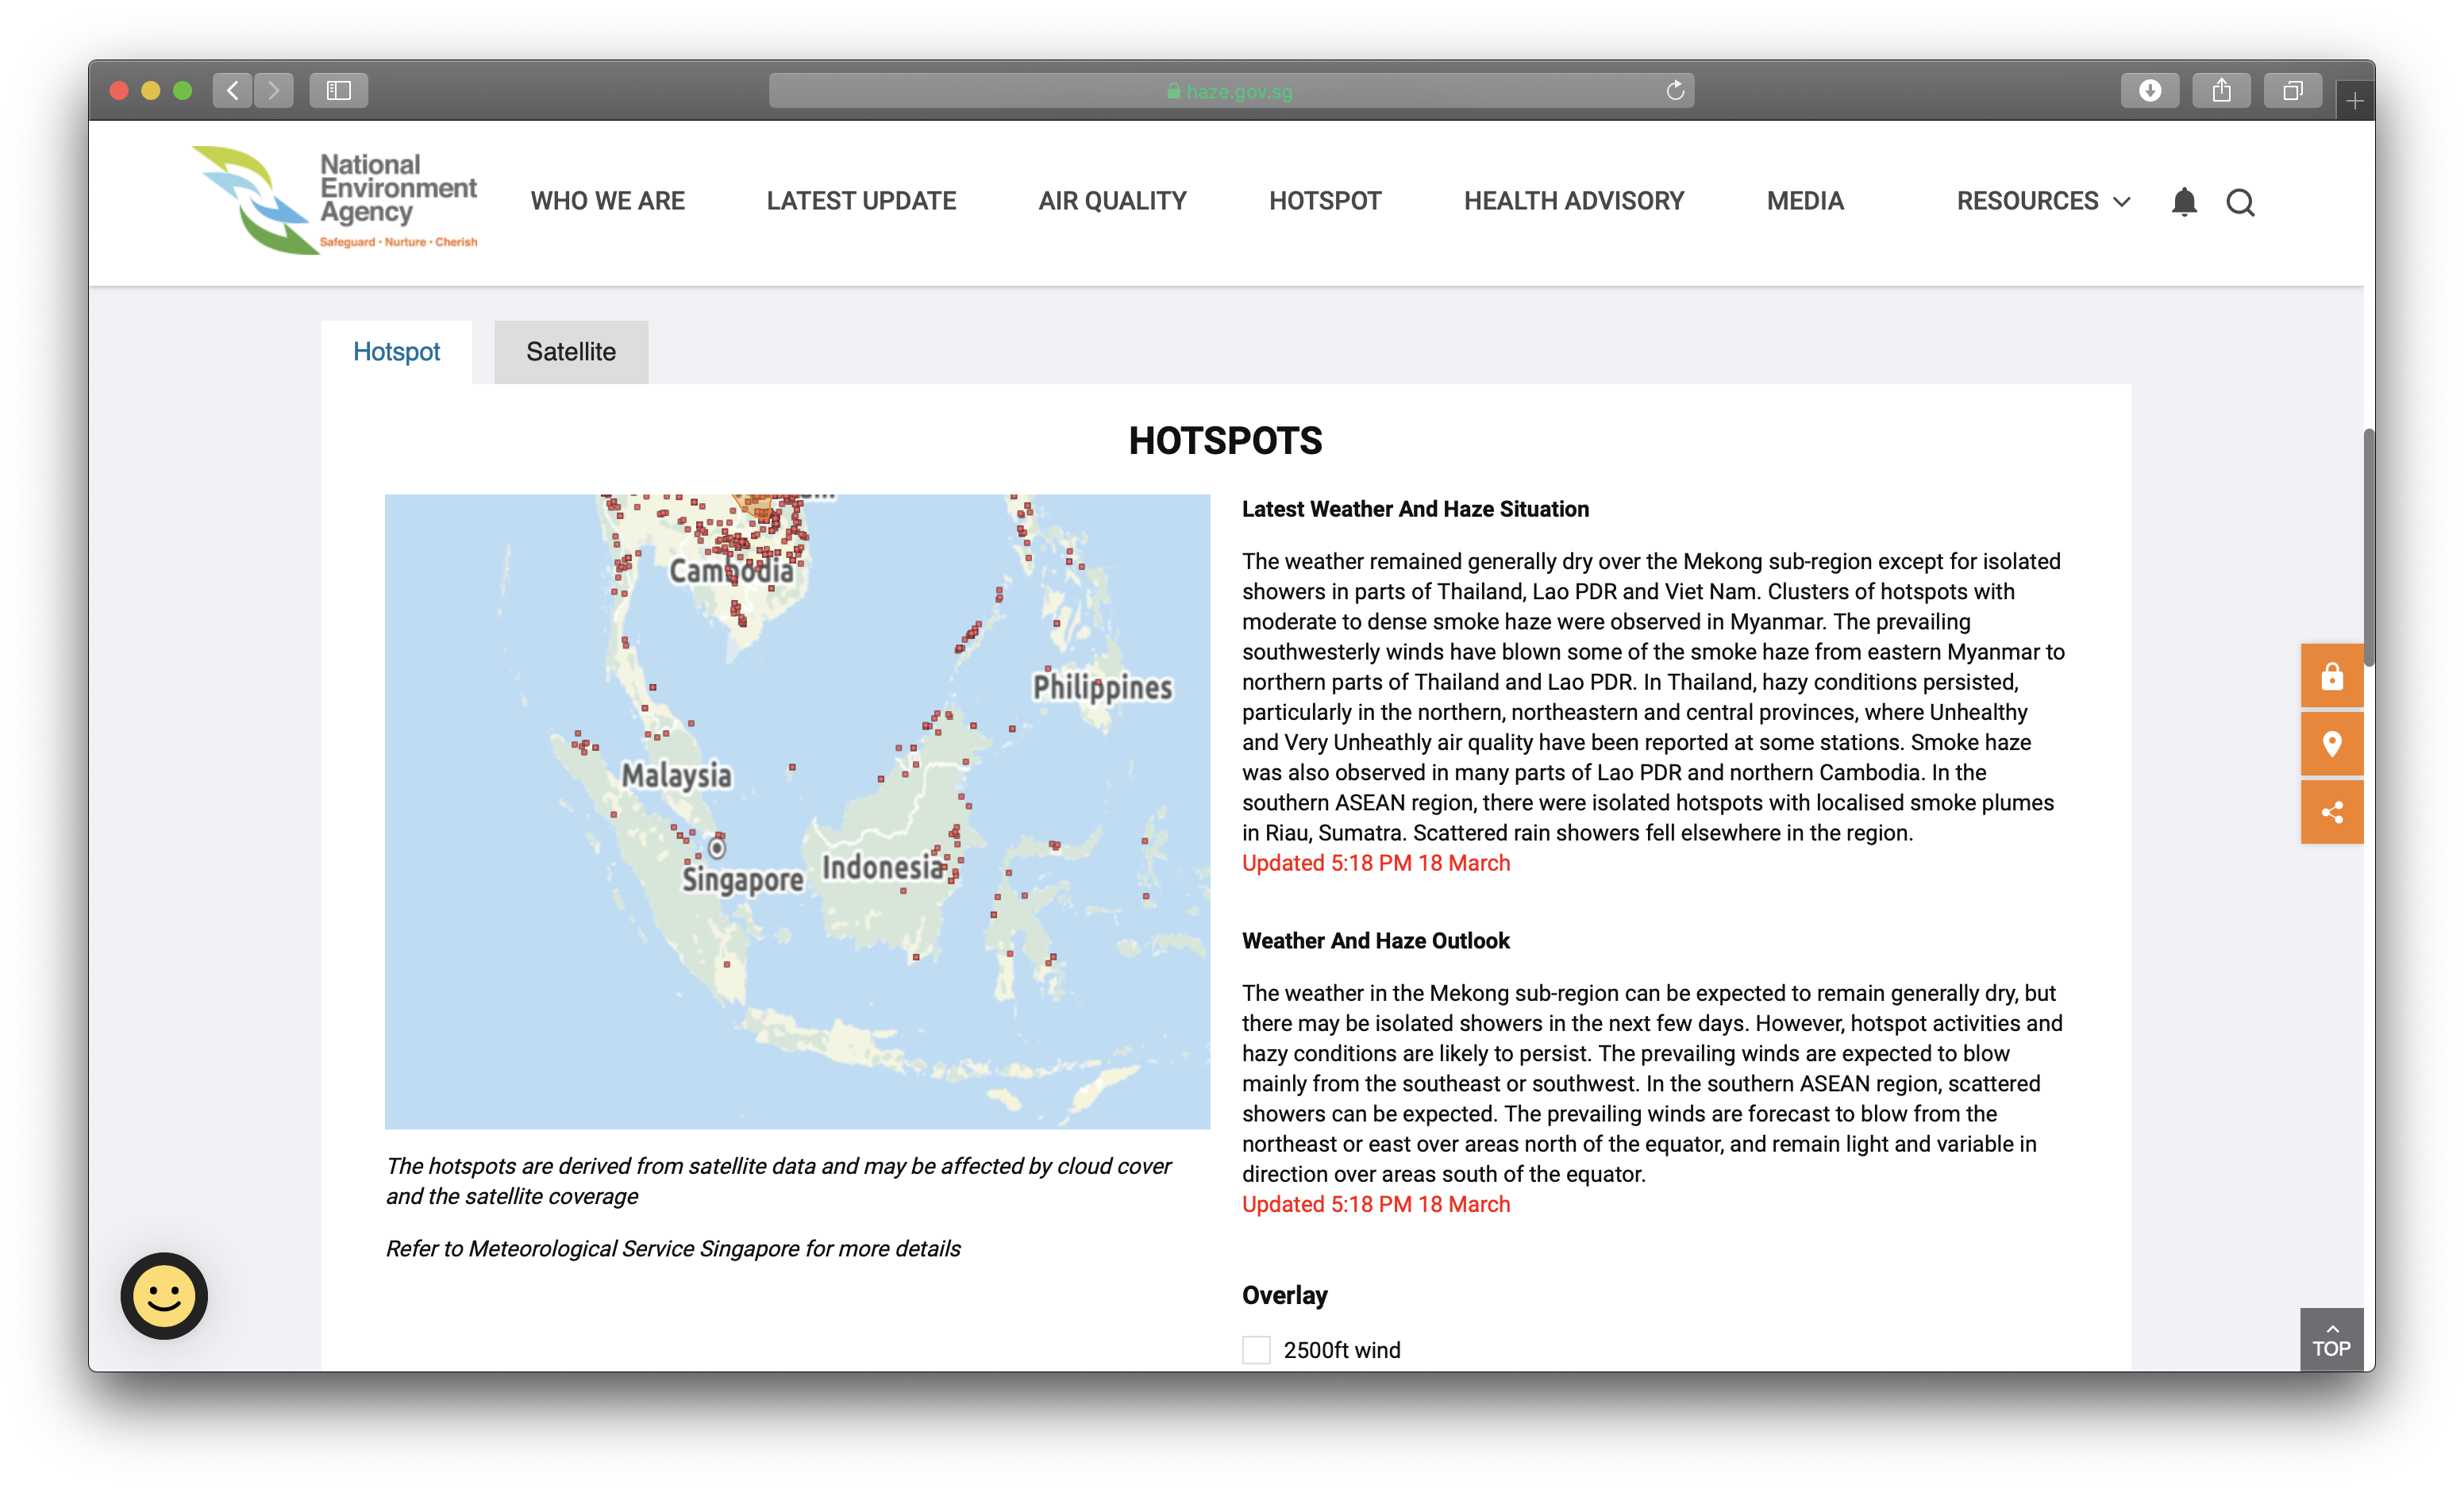 haze.gov.sg
National
Environment
Agency
Safeguard • Nurture • Cherish
WHO WE ARE
LATEST UPDATE
AIR QUALITY
HOTSPOT
HEALTH ADVISORY
MEDIA
RESOURCES
Hotspot
Satellite
HOTSPOTS
Cambodia
Philippines
Malaysia
Singapore
Indonesia
The hotspots are derived from satellite data and may be affected by cloud cover
and the satellite coverage
Refer to Meteorological Service Singapore for more details
Latest Weather And Haze Situation
The weather remained generally dry over the Mekong sub-region except for isolated
showers in parts of Thailand, Lao PDR and Viet Nam. Clusters of hotspots with
moderate to dense smoke haze were observed in Myanmar. The prevailing
southwesterly winds have blown some of the smoke haze from eastern Myanmar to
northern parts of Thailand and Lao PDR. In Thailand, hazy conditions persisted,
particularly in the northern, northeastern and central provinces, where Unhealthy
and Very Unheathly air quality have been reported at some stations. Smoke haze
was also observed in many parts of Lao PDR and northern Cambodia. In the
southern ASEAN region, there were isolated hotspots with localised smoke plumes
in Riau, Sumatra. Scattered rain showers fell elsewhere in the region.
Updated 5:18 PM 18 March
Weather And Haze Outlook
The weather in the Mekong sub-region can be expected to remain generally dry, but
there may be isolated showers in the next few days. However, hotspot activities and
hazy conditions are likely to persist. The prevailing winds are expected to blow
mainly from the southeast or southwest. In the southern ASEAN region, scattered
showers can be expected. The prevailing winds are forecast to blow from the
northeast or east over areas north of the equator, and remain light and variable in
direction over areas south of the equator.
Updated 5:18 PM 18 March
Overlay
2500ft wind
TOP